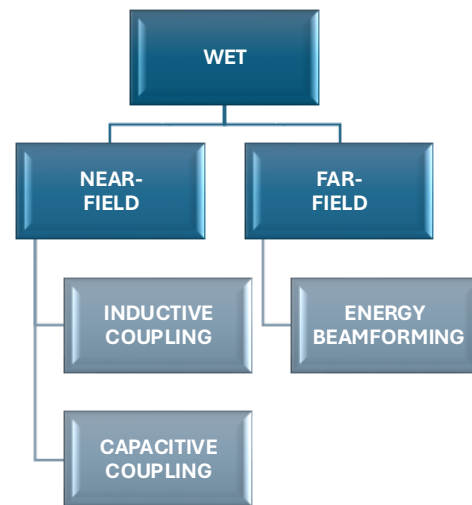 WET
NEAR-
FIELD
FAR-
FIELD
INDUCTIVE
COUPLING
ENERGY
BEAMFORMING
CAPACITIVE
COUPLING